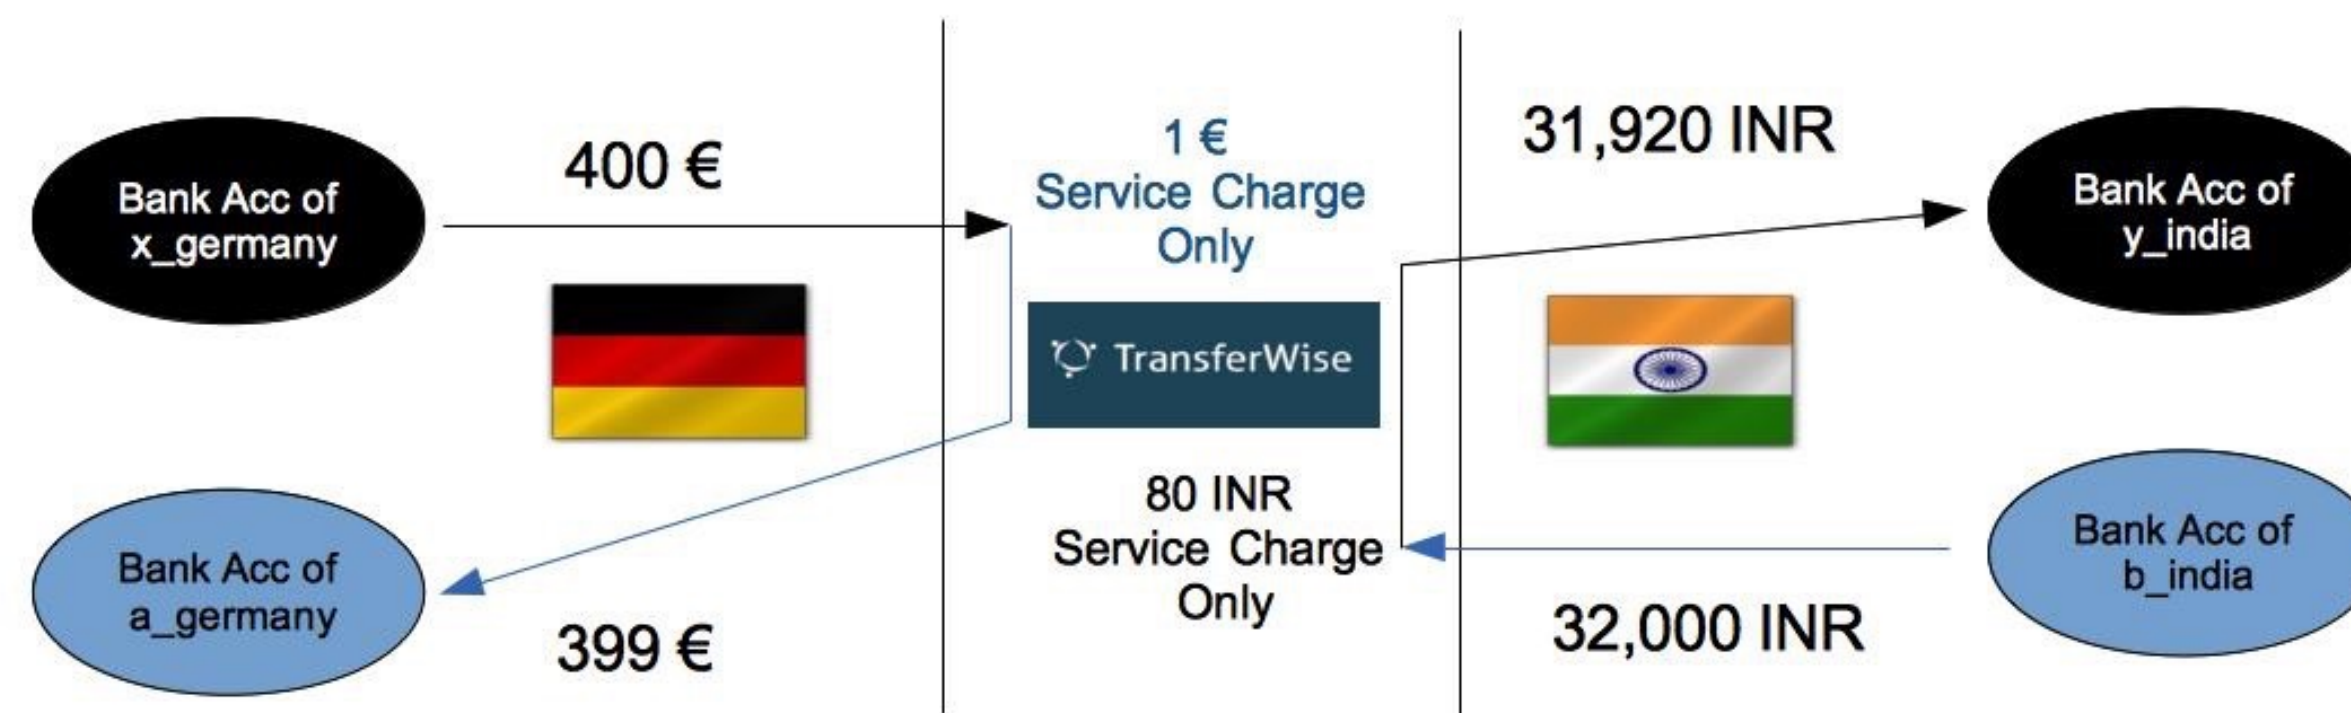 Bank Acc of
x_germany
400 €
1 €
Service Charge
Only
31,920 INR
Bank Acc of
y_india
TransferWise
Bank Acc of
a_germany
399 €
80 INR
Service Charge
Only
32,000 INR
Bank Acc of
b_india